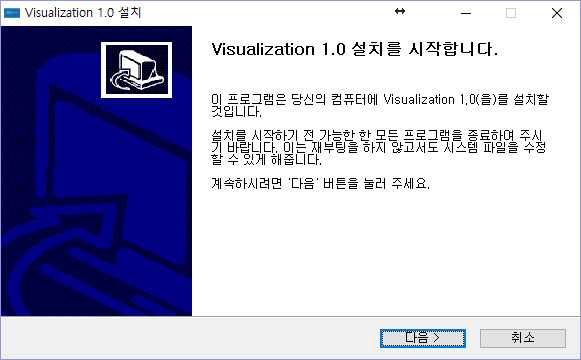 Visualization 1.0 설치
Visualization 1.0 설치를 시작합니다.
이 프로그램은 당신의 컴퓨터에 Visualization 1.0(을)를 설치할
것입니다.
설치를 시작하기 전 가능한 한 모든 프로그램을 종료하여 주시
기 바랍니다. 이는 재부팅을 하지 않고서도 시스템 파일을 수정
할 수 있게 해줍니다.
계속하시려면 '다음' 버튼을 눌러 주세요.
다음 >
취소